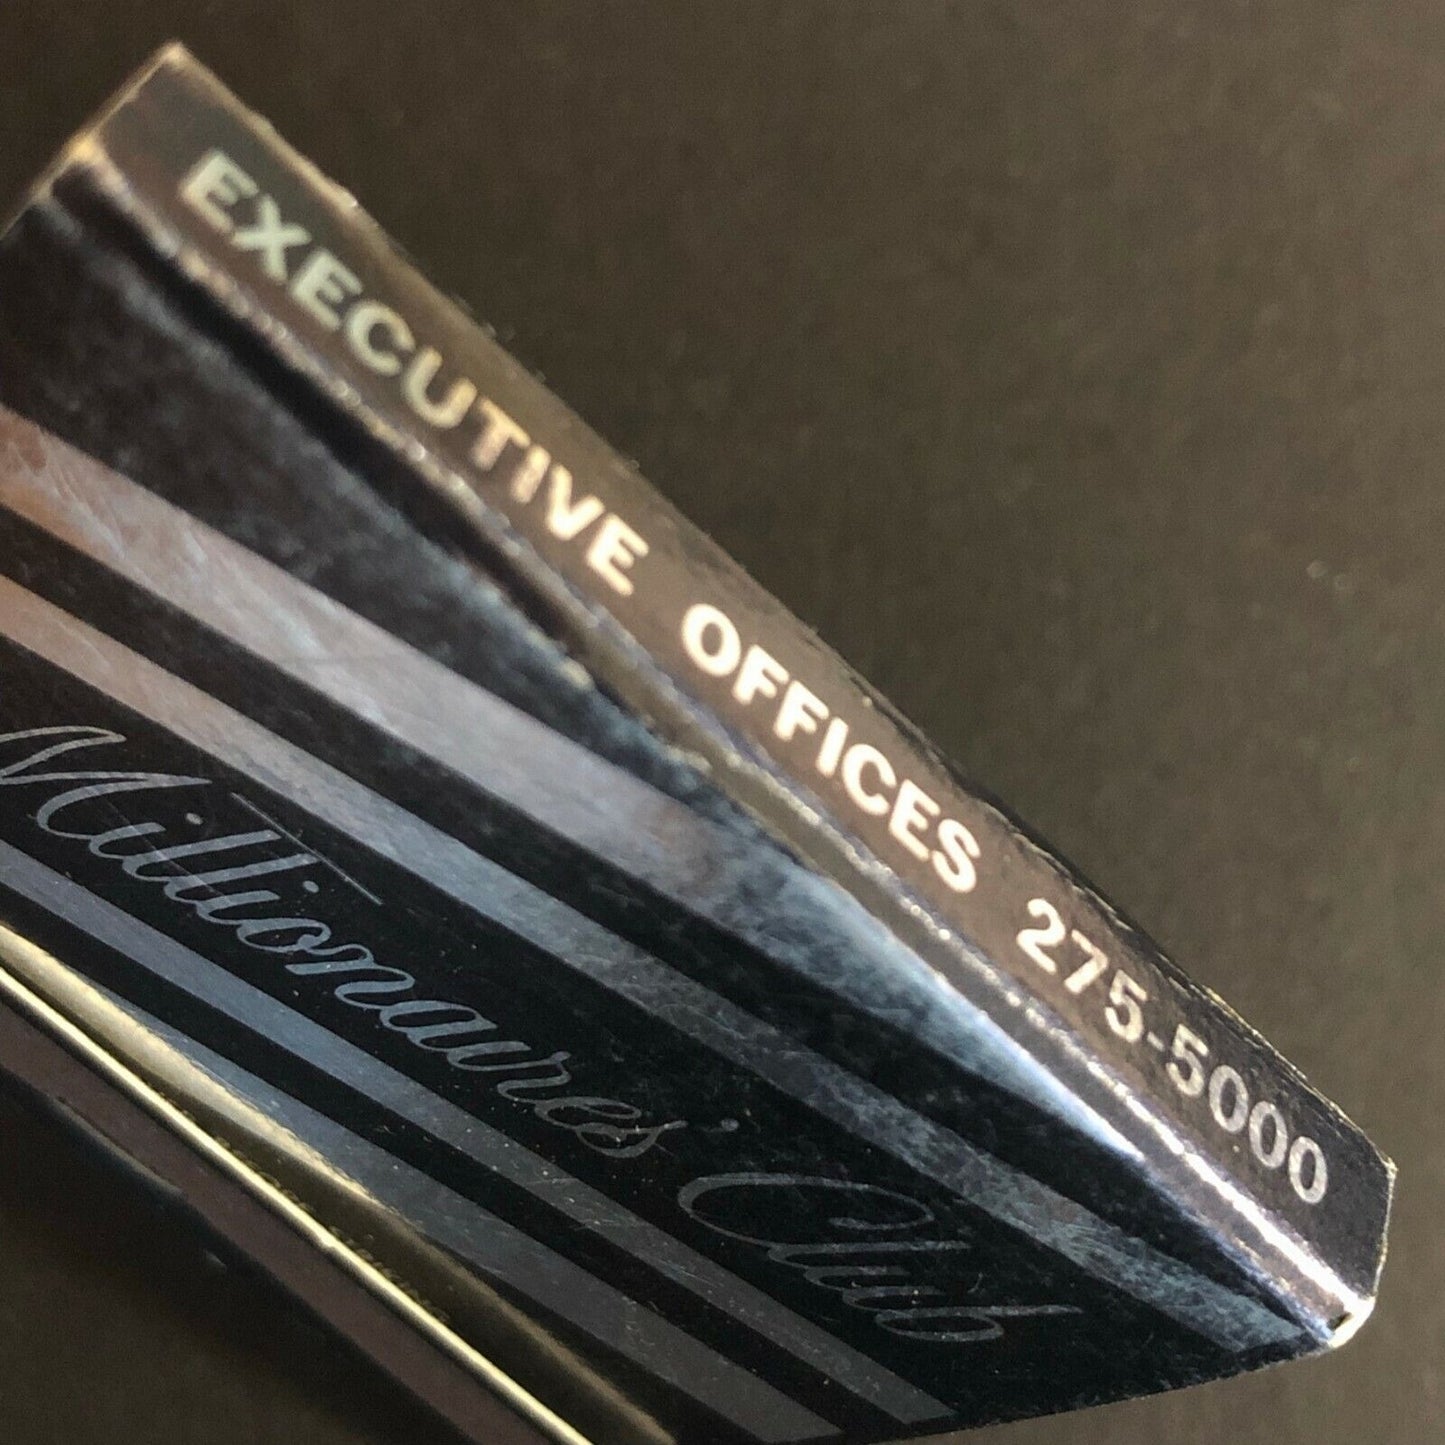 EXECUTIVE OFFICES 275-5000
Millionaires' Club